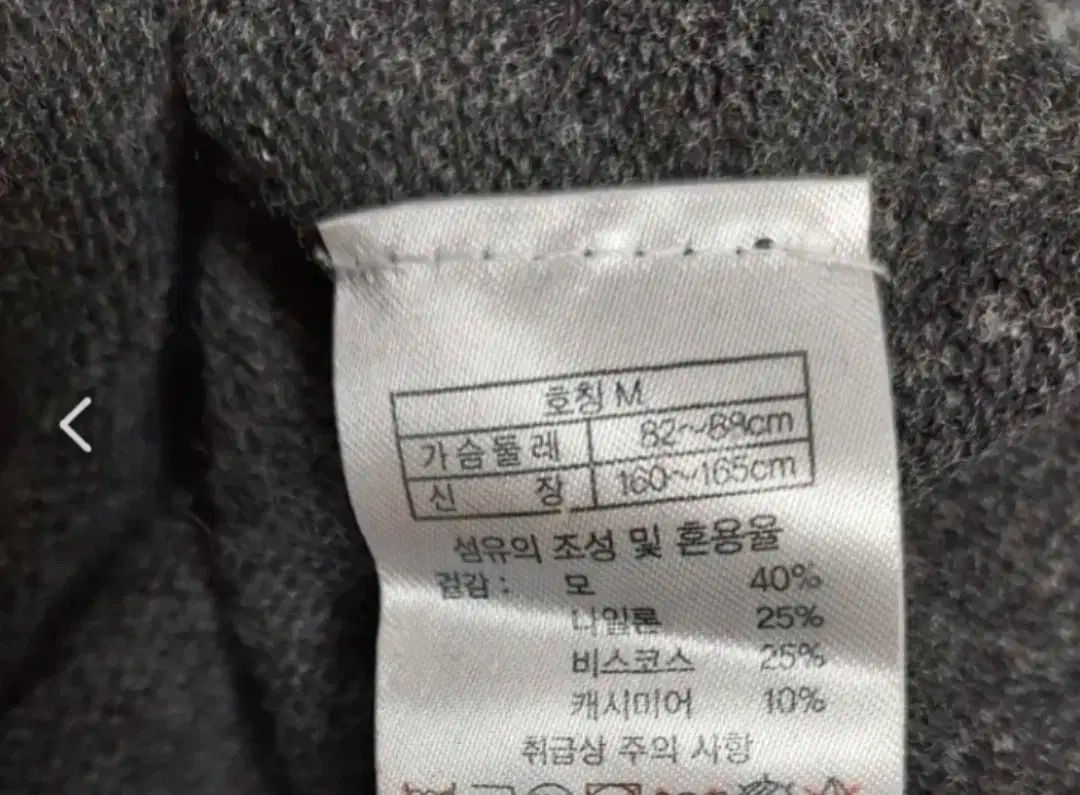 호칭 M
가슴둘레 82~88cm
신 장 160~165cm
섬유의 조성 및 혼용율
겉감 : 모 40%
나일론 25%
비스코스 25%
캐시미어 10%
취급상 주의 사항